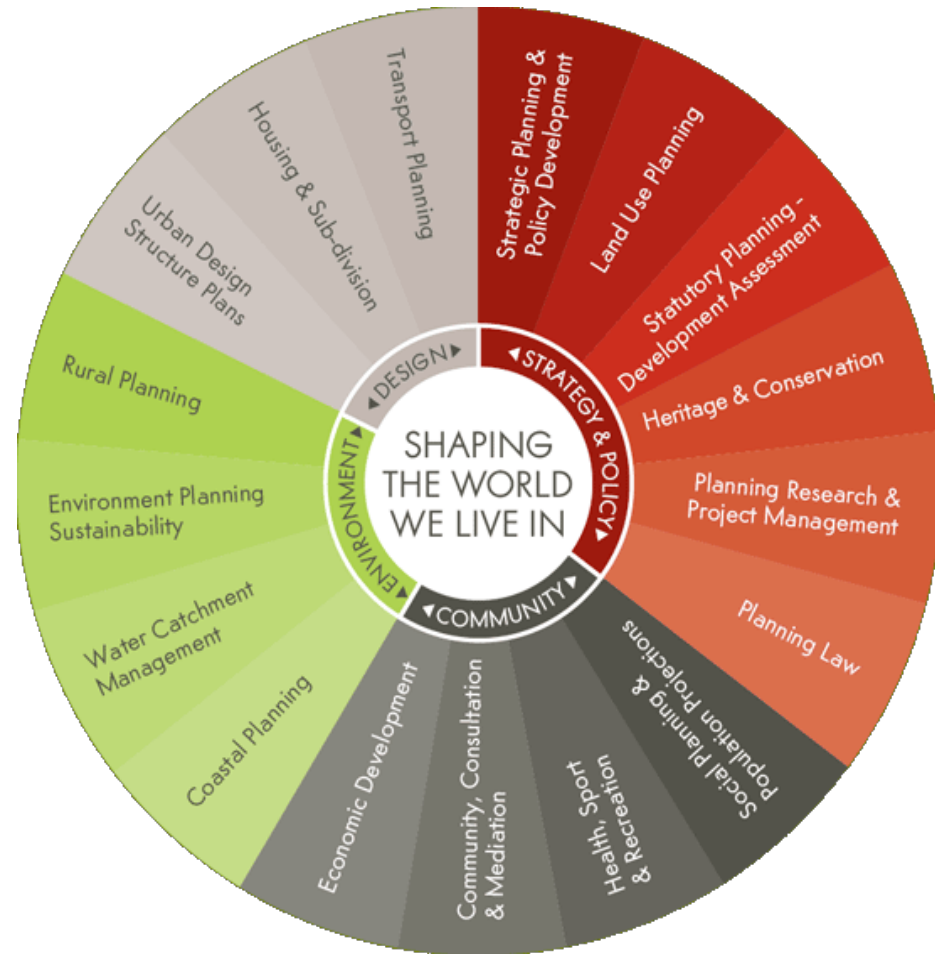 SHAPING
THE WORLD
WE LIVE IN
◀STRATEGY & POLICY▶
Strategic Planning &
Policy Development
Land Use Planning
Statutory Planning -
Development Assessment
Heritage & Conservation
Planning Research &
Project Management
Planning Law
◀COMMUNITY▶
Social Planning &
Population Projections
Health, Sport
& Recreation
Community, Consultation
& Mediation
Economic Development
◀ENVIRONMENT▶
Coastal Planning
Water Catchment
Management
Environment Planning
Sustainability
Rural Planning
◀DESIGN▶
Urban Design
Structure Plans
Housing & Sub-division
Transport Planning